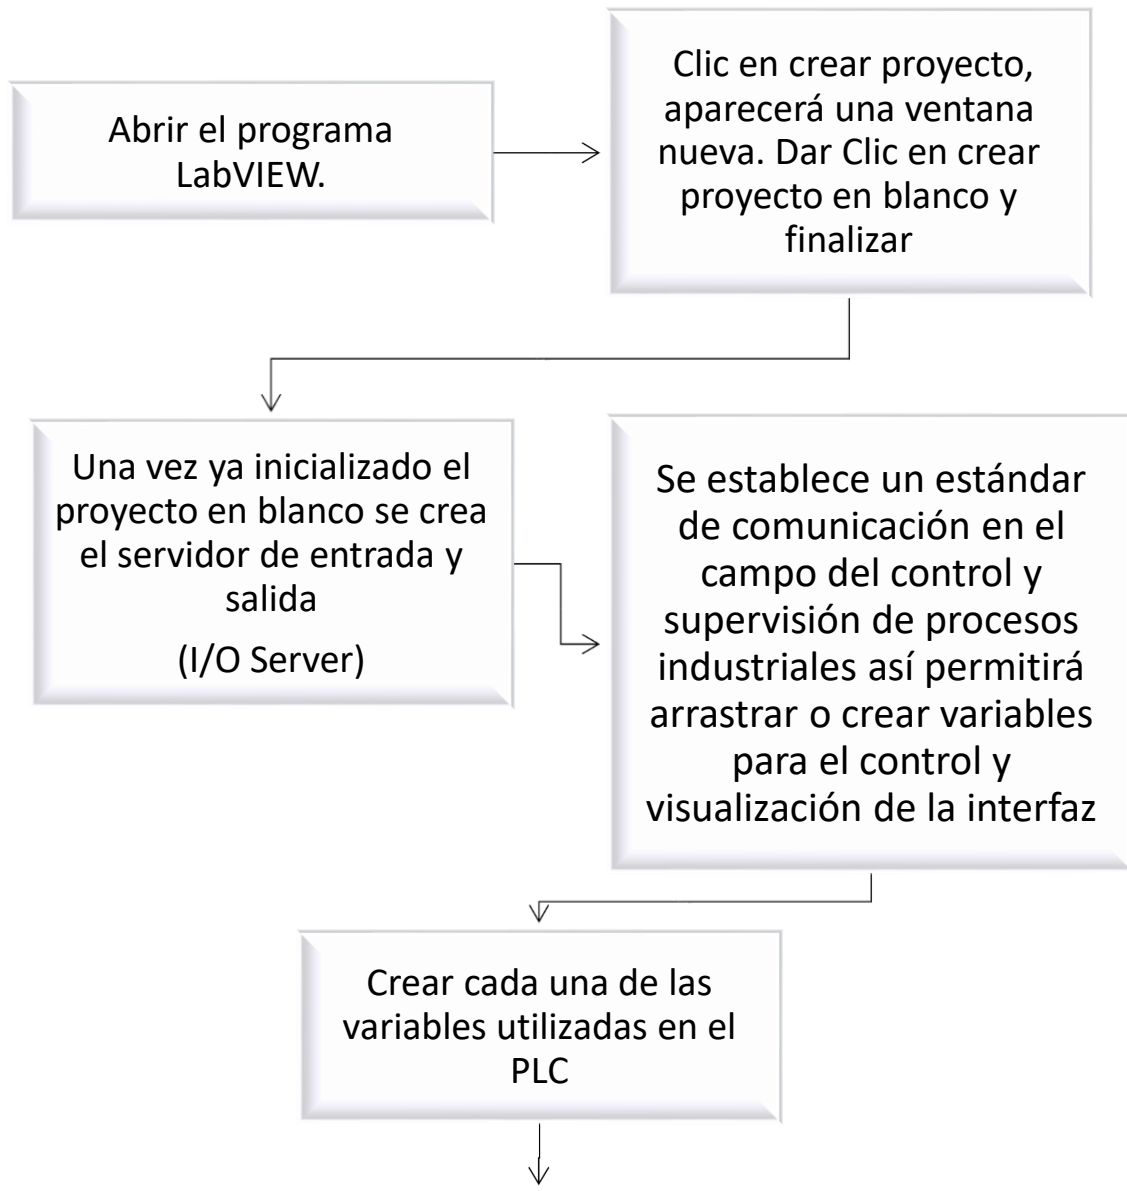 Abrir el programa
LabVIEW.
Clic en crear proyecto,
aparecerá una ventana
nueva. Dar Clic en crear
proyecto en blanco y
finalizar
Una vez ya inicializado el
proyecto en blanco se crea
el servidor de entrada y
salida
(I/O Server)
Se establece un estándar
de comunicación en el
campo del control y
supervisión de procesos
industriales así permitirá
arrastrar o crear variables
para el control y
visualización de la interfaz
Crear cada una de las
variables utilizadas en el
PLC